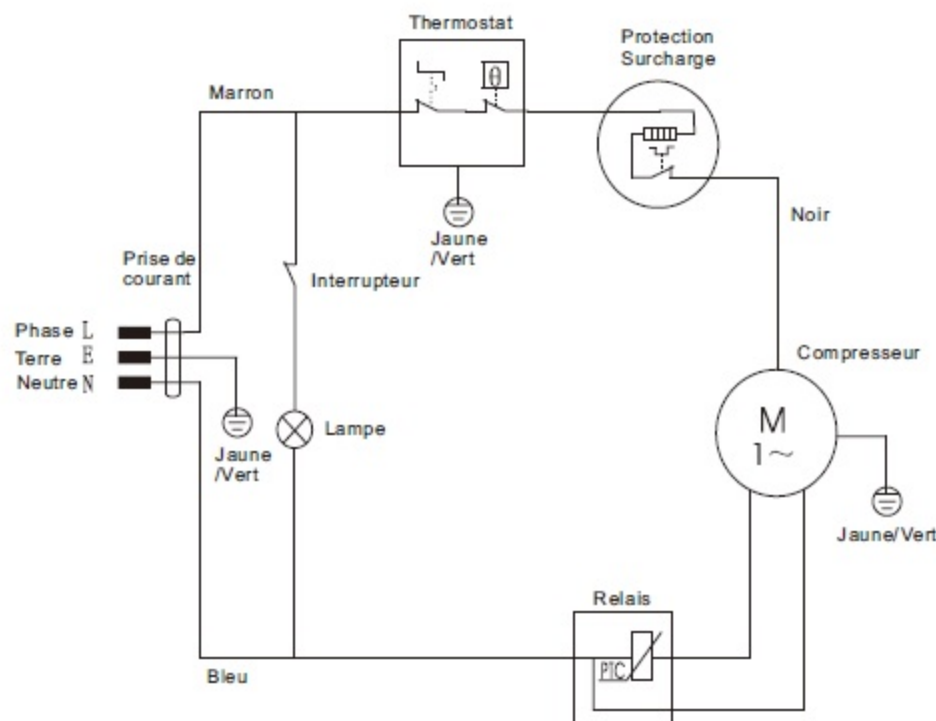 Thermostat
Protection
Surcharge
Marron
θ
Jaune
/Vert
Noir
Prise de
courant
Interrupteur
Phase L
Terre E
Neutre N
Compresseur
M
1~
Jaune
/Vert
Lampe
Jaune/Vert
Relais
PTC
Bleu